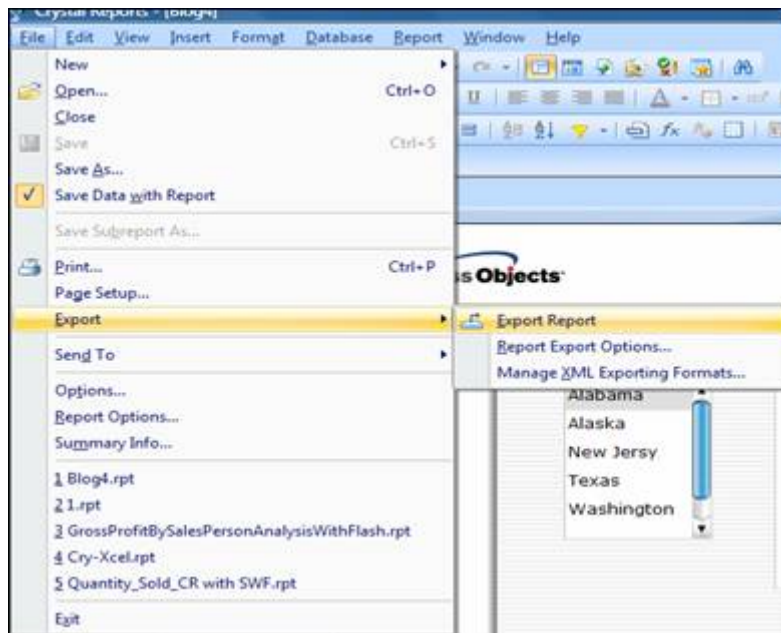 Crystal Reports - [Blog4]
File Edit View Insert Format Database Report Window Help
New
Open... Ctrl+O
Close
Save Ctrl+S
Save As...
Save Data with Report
Save Subreport As...
Print... Ctrl+P
Page Setup...
Export
Export Report
Report Export Options...
Manage XML Exporting Formats...
Send To
Options...
Report Options...
Summary Info...
1 Blog4.rpt
2 1.rpt
3 GrossProfitBySalesPersonAnalysisWithFlash.rpt
4 Cry-Xcel.rpt
5 Quantity_Sold_CR with SWF.rpt
Exit
s Objects
Alabama
Alaska
New Jersy
Texas
Washington